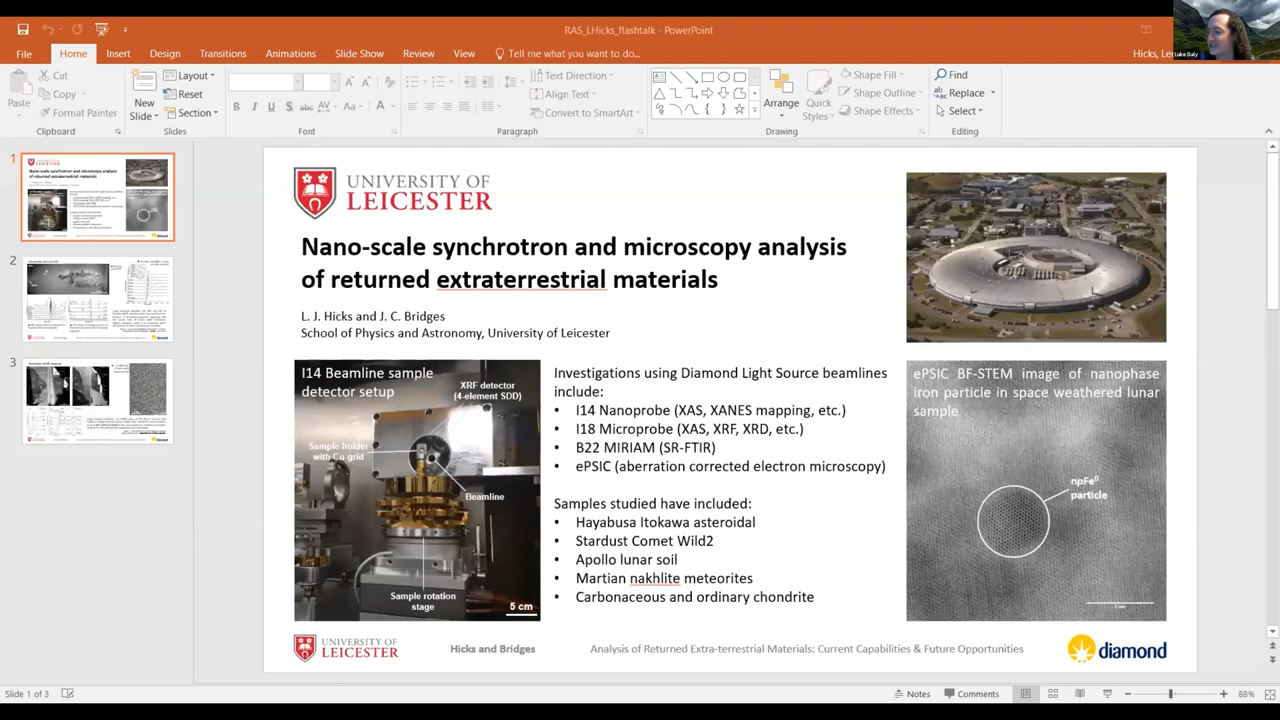 RAS_LHicks_flashtalk - PowerPoint
Luke Daly
File
Home
Insert
Design
Transitions
Animations
Slide Show
Review
View
Tell me what you want to do...
Hicks,
Paste
Cut
Copy
Format Painter
Clipboard
New
Slide
Layout
Reset
Section
Slides
Font
Text Direction
Align Text
Convert to SmartArt
Paragraph
Arrange
Quick
Styles
Shape Fill
Shape Outline
Shape Effects
Drawing
Find
Replace
Select
Editing
1
2
3
UNIVERSITY OF
LEICESTER
Nano-scale synchrotron and microscopy analysis
of returned extraterrestrial materials
L. J. Hicks and J. C. Bridges
School of Physics and Astronomy, University of Leicester
I14 Beamline sample
detector setup
XRF detector
(4-element SDD)
Sample holder
with Cu-grid
Beamline
Sample rotation
stage
5 cm
Investigations using Diamond Light Source beamlines
include:
• I14 Nanoprobe (XAS, XANES mapping, etc.)
• I18 Microprobe (XAS, XRF, XRD, etc.)
• B22 MIRIAM (SR-FTIR)
• ePSIC (aberration corrected electron microscopy)
Samples studied have included:
• Hayabusa Itokawa asteroidal
• Stardust Comet Wild2
• Apollo lunar soil
• Martian nakhlite meteorites
• Carbonaceous and ordinary chondrite
ePSIC BF-STEM image of nanophase
iron particle in space weathered lunar
sample
npFe⁰
particle
UNIVERSITY OF
LEICESTER
Hicks and Bridges
Analysis of Returned Extra-terrestrial Materials: Current Capabilities & Future Opportunities
diamond
Slide 1 of 3
Notes
Comments
88%